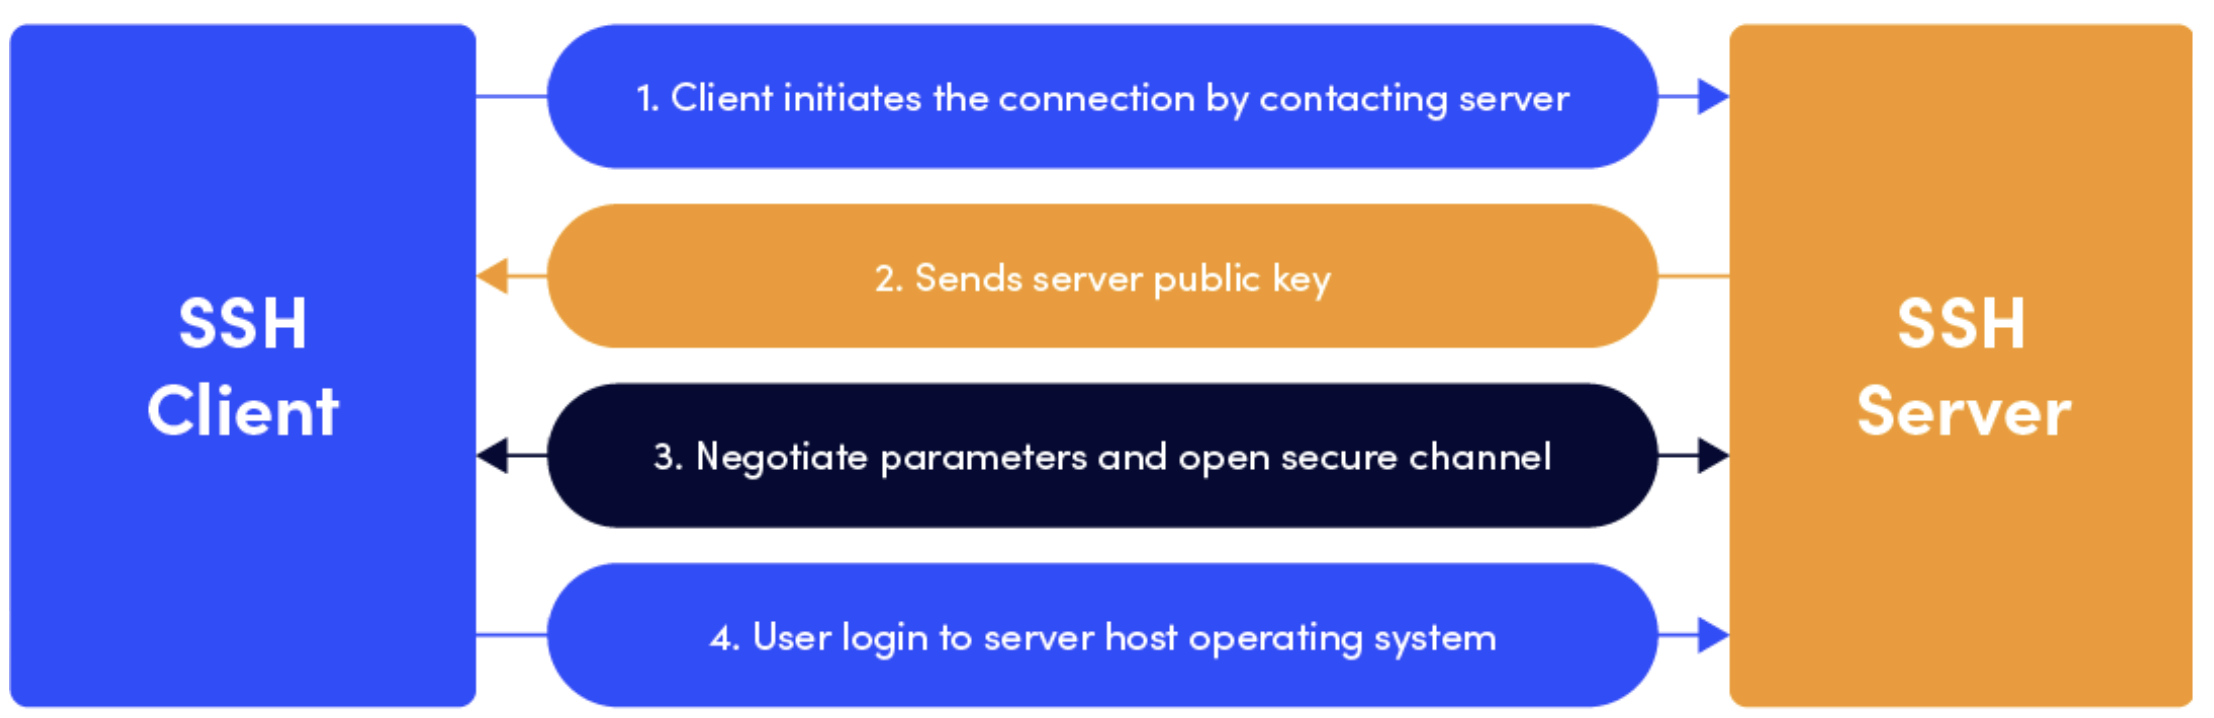 SSH
Client
1. Client initiates the connection by contacting server
2. Sends server public key
3. Negotiate parameters and open secure channel
4. User login to server host operating system
SSH
Server